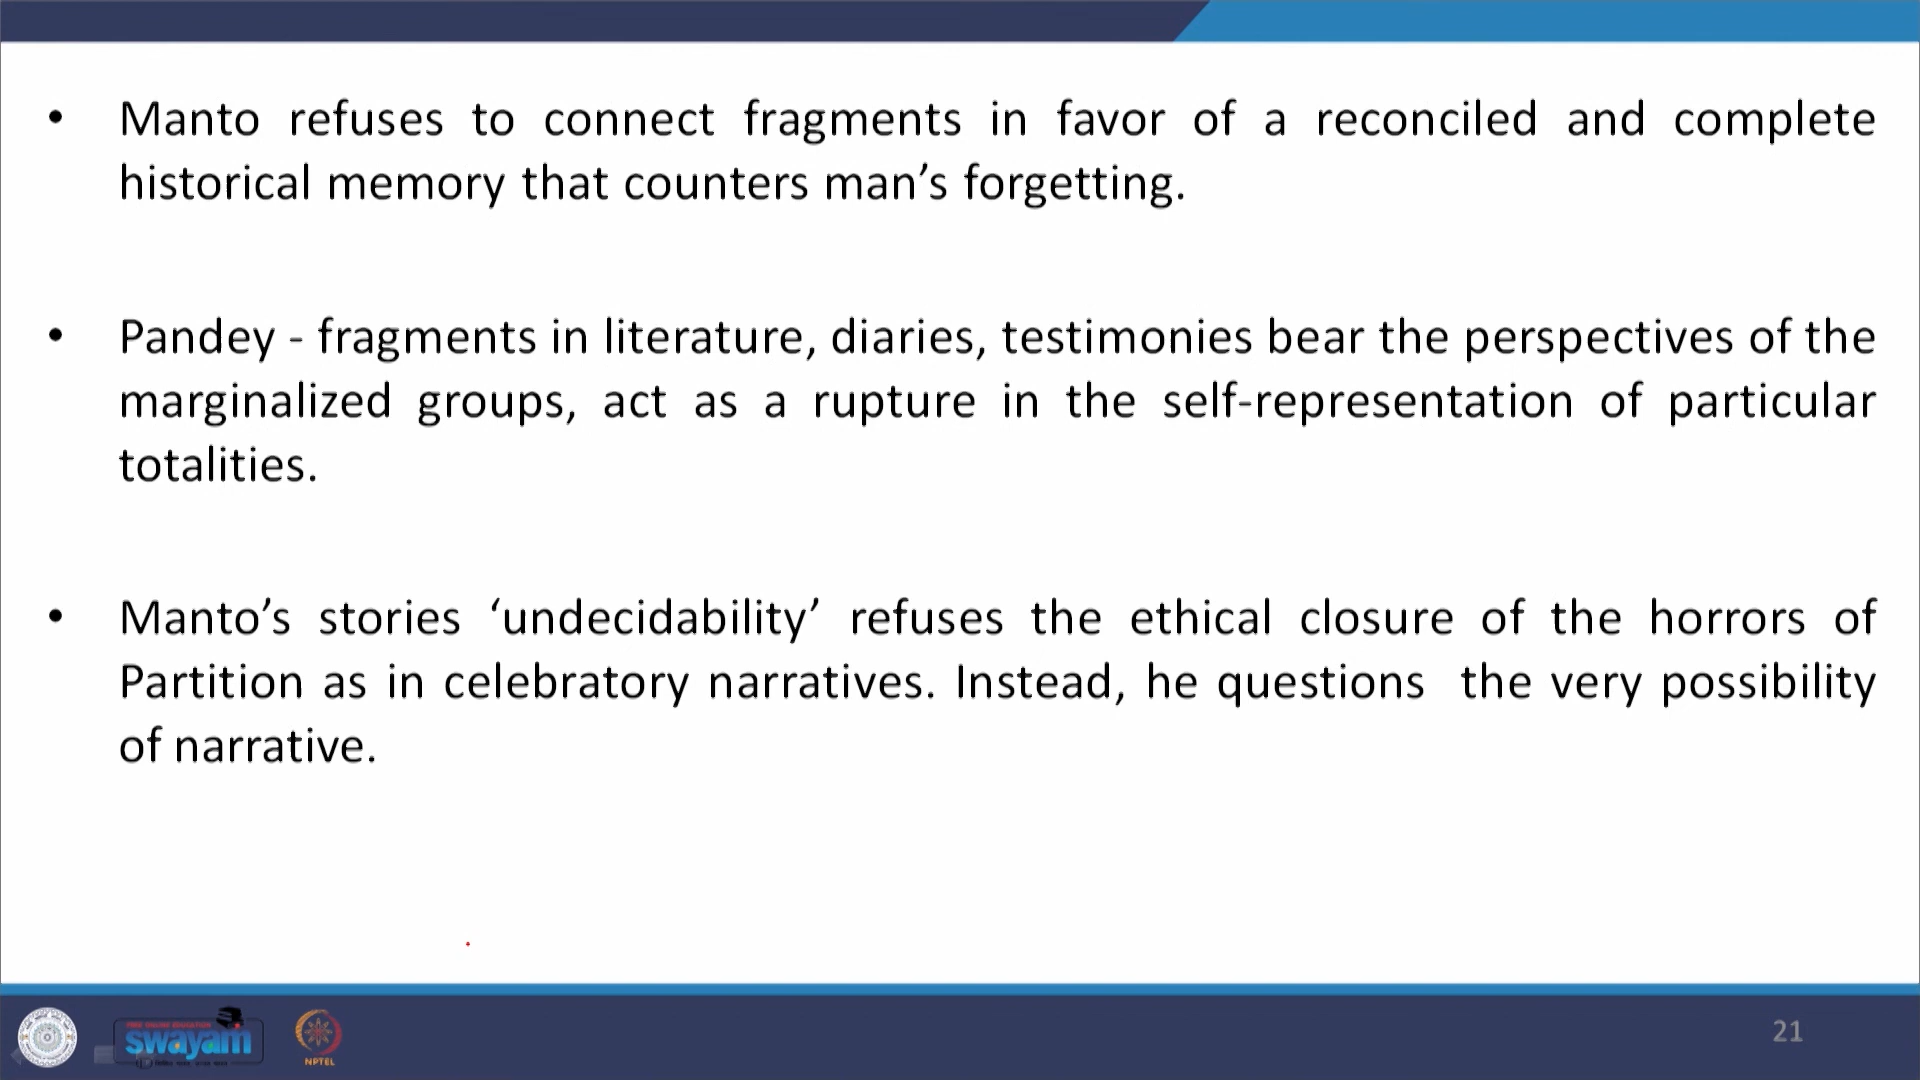 • Manto refuses to connect fragments in favor of a reconciled and complete
historical memory that counters man’s forgetting.
• Pandey - fragments in literature, diaries, testimonies bear the perspectives of the
marginalized groups, act as a rupture in the self-representation of particular
totalities.
• Manto’s stories ‘undecidability’ refuses the ethical closure of the horrors of
Partition as in celebratory narratives. Instead, he questions the very possibility
of narrative.
FREE ONLINE EDUCATION
swayam
NPTEL
21